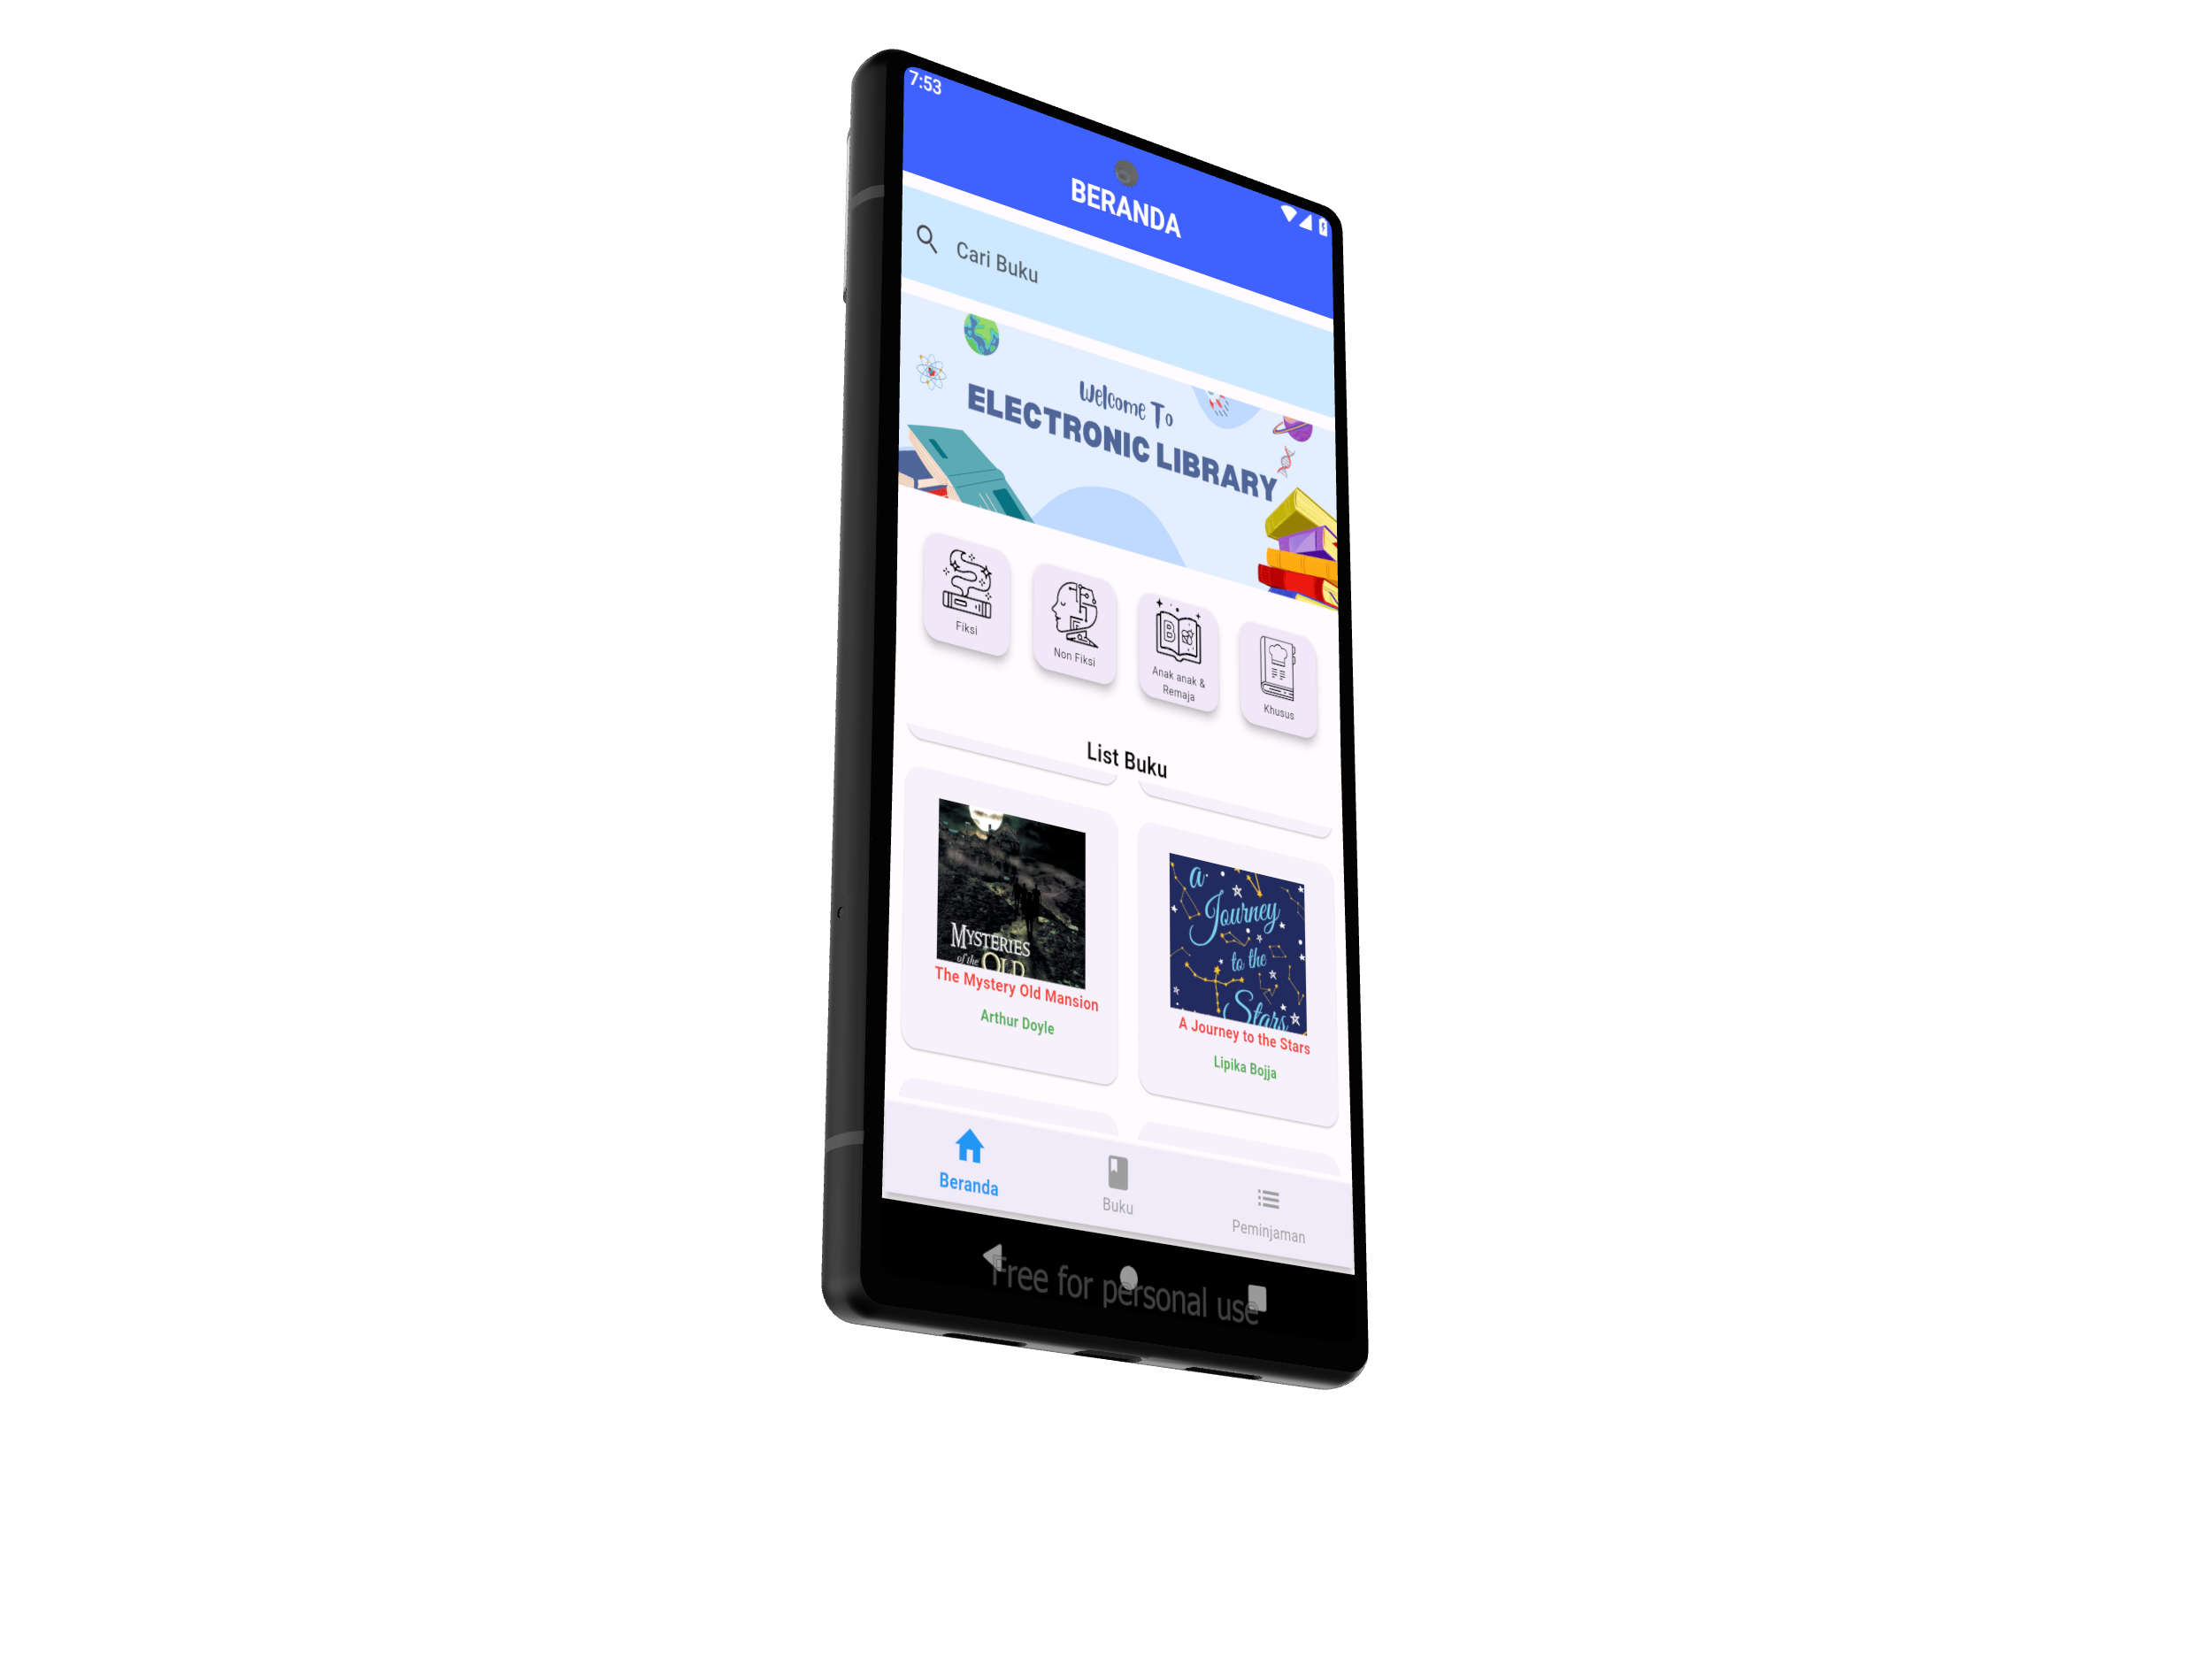 7:53
BERANDA
Cari Buku
Welcome To
ELECTRONIC LIBRARY
Fiksi
Non Fiksi
Anak anak &
Remaja
Khusus
List Buku
MYSTERIES
of the OLD
The Mystery Old Mansion
Arthur Doyle
a
Journey
to the
Stars
A Journey to the Stars
Lipika Bojja
Beranda
Buku
Peminjaman
Free for personal use